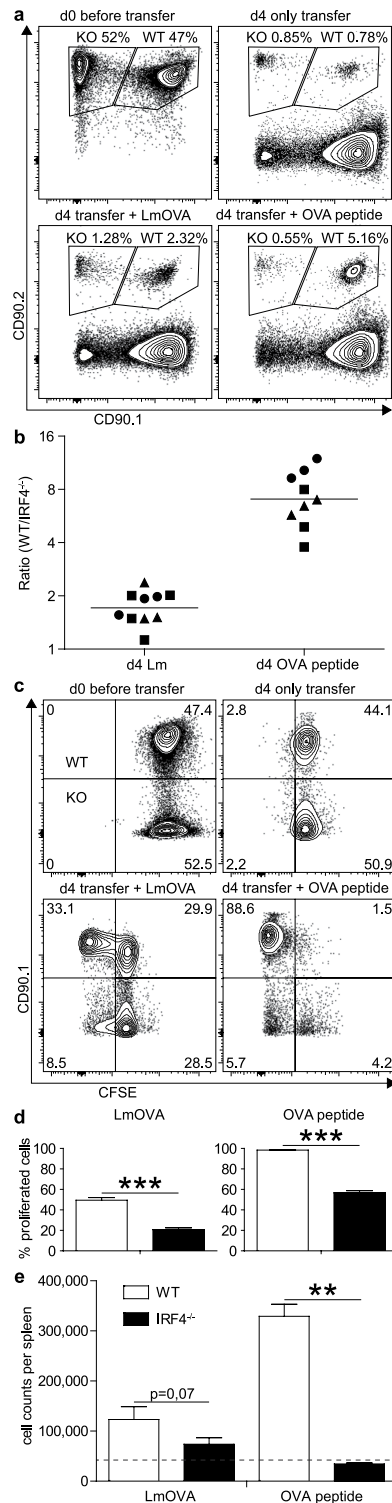 a
d0 before transfer
d4 only transfer
KO 52% WT 47%
KO 0.85% WT 0.78%
d4 transfer + LmOVA
d4 transfer + OVA peptide
KO 1.28% WT 2.32%
KO 0.55% WT 5.16%
CD90.2
CD90.1
b
Ratio (WT/IRF4-/-)
16
8
4
2
1
d4 Lm
d4 OVA peptide
c
d0 before transfer
d4 only transfer
0 47.4
2.8 44.1
WT
KO
0 52.5
2.2 50.9
d4 transfer + LmOVA
d4 transfer + OVA peptide
33.1 29.9
88.6 1.5
8.5 28.5
5.7 4.2
CD90.1
CFSE
d
LmOVA
OVA peptide
% proliferated cells
100
80
60
40
20
0
***
100
80
60
40
20
0
***
e
cell counts per spleen
400,000
300,000
200,000
100,000
0
WT
IRF4-/-
**
p=0,07
LmOVA
OVA peptide